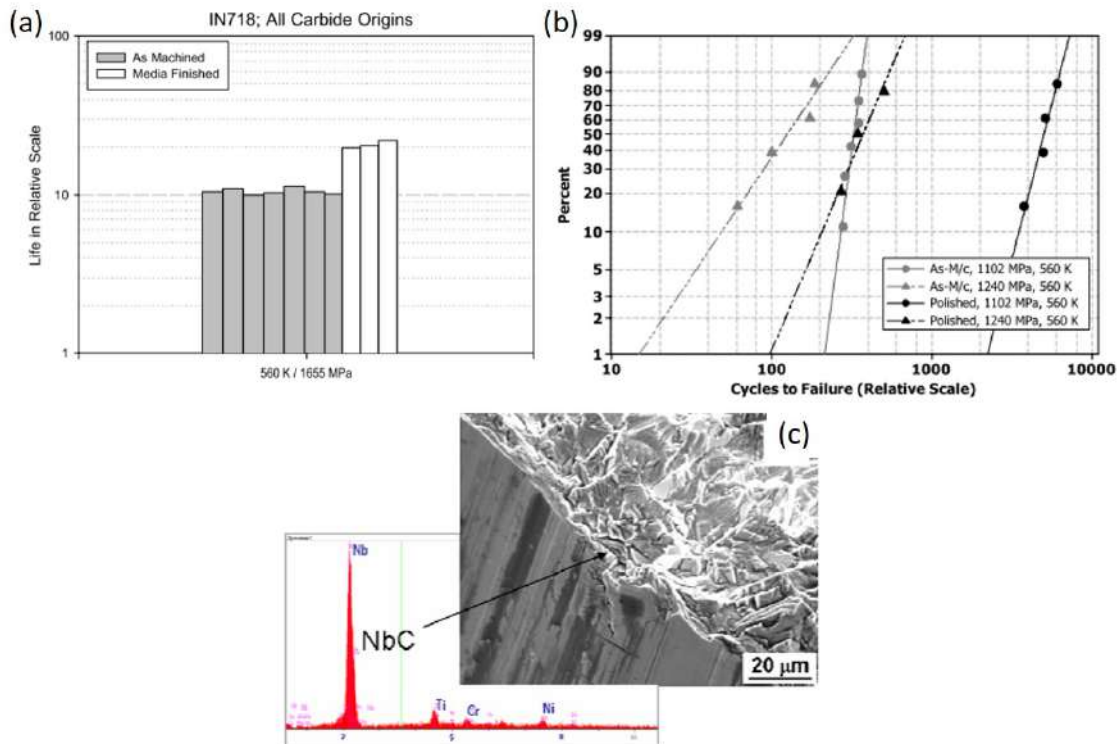 (a)
IN718; All Carbide Origins
100
As Machined
Media Finished
Life in Relative Scale
10
1
560 K / 1655 MPa
(b)
99
90
80
70
60
50
40
30
20
10
5
3
2
1
Percent
As-M/c, 1102 MPa, 560 K
As-M/c, 1240 MPa, 560 K
Polished, 1102 MPa, 560 K
Polished, 1240 MPa, 560 K
10 100 1000 10000
Cycles to Failure (Relative Scale)
(c)
Nb
NbC
Ti Cr Ni
20 μm